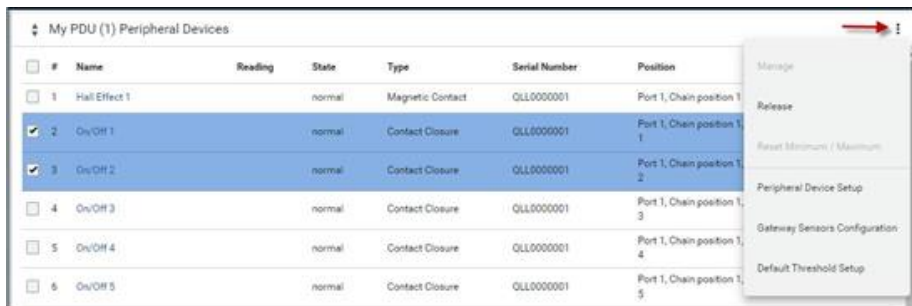 My PDU (1) Peripheral Devices
# Name Reading State Type Serial Number Position
1 Hall Effect 1 normal Magnetic Contact QLL0000001 Port 1, Chain position 1
2 On/Off 1 normal Contact Closure QLL0000001 Port 1, Chain position 1,
1
3 On/Off 2 normal Contact Closure QLL0000001 Port 1, Chain position 1,
2
4 On/Off 3 normal Contact Closure QLL0000001 Port 1, Chain position 1,
3
5 On/Off 4 normal Contact Closure QLL0000001 Port 1, Chain position 1,
4
6 On/Off 5 normal Contact Closure QLL0000001 Port 1, Chain position 1,
5
Manage
Release
Reset Minimum / Maximum
Peripheral Device Setup
Gateway Sensors Configuration
Default Threshold Setup